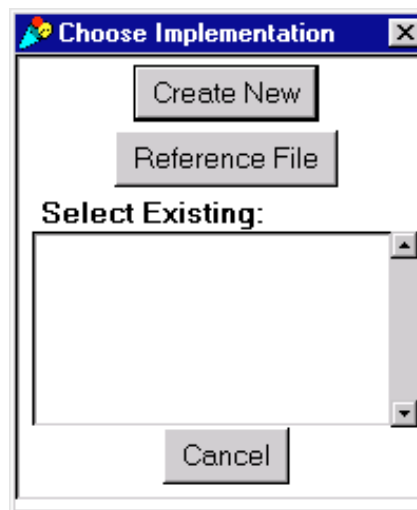 Choose Implementation
Create New
Reference File
Select Existing:
Cancel